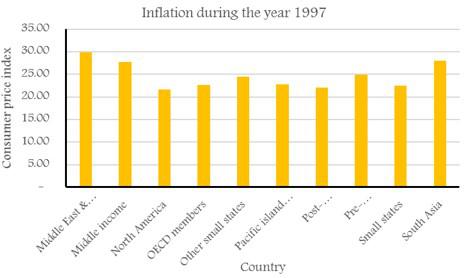 Inflation during the year 1997
Consumer price index
35.00
30.00
25.00
20.00
15.00
10.00
5.00
-
Middle East &...
Middle income
North America
OECD members
Other small states
Pacific island...
Post-...
Pre-...
Small states
South Asia
Country